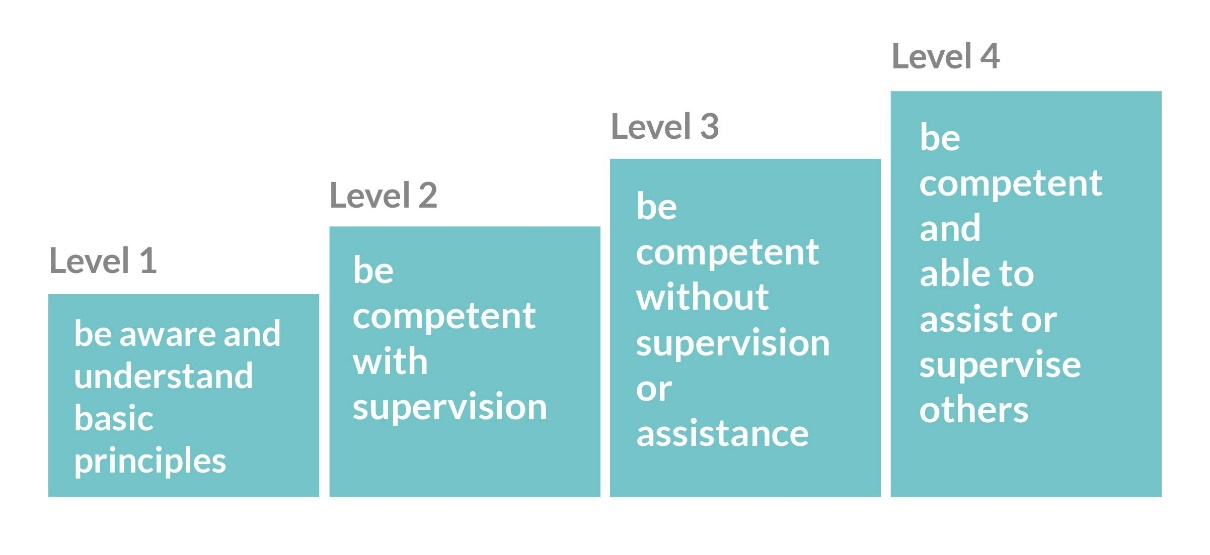 Level 1
be aware and
understand
basic
principles
Level 2
be
competent
with
supervision
Level 3
be
competent
without
supervision
or
assistance
Level 4
be
competent
and
able to
assist or
supervise
others